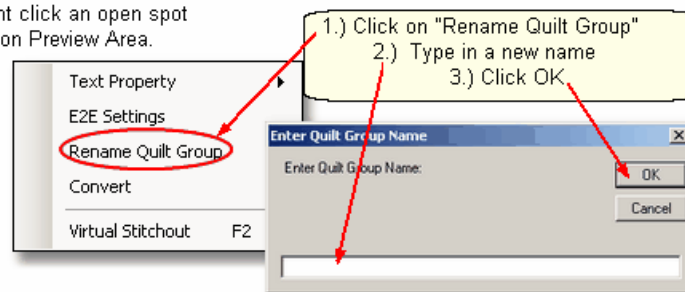 nt click an open spot
on Preview Area.
1.) Click on "Rename Quilt Group"
2.) Type in a new name
3.) Click OK
Text Property
E2E Settings
Rename Quilt Group
Convert
Virtual Stitchout F2
Enter Quilt Group Name
Enter Quilt Group Name:
OK
Cancel